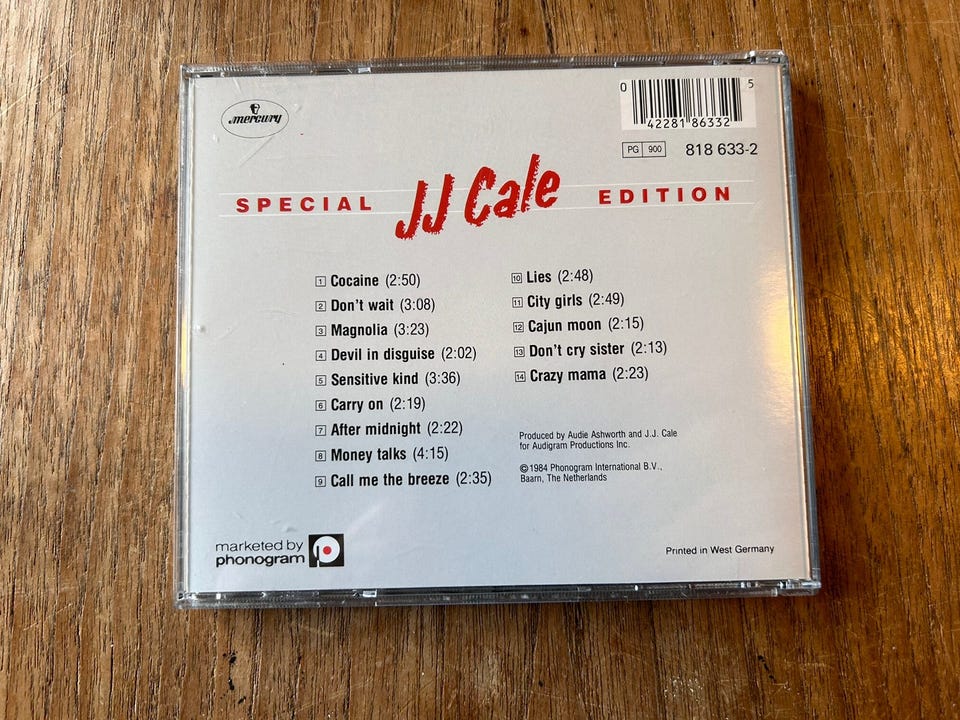 mercury
0 42281 86332 5
PG 900 818 633-2
SPECIAL JJ Cale EDITION
1 Cocaine (2:50)
2 Don't wait (3:08)
3 Magnolia (3:23)
4 Devil in disguise (2:02)
5 Sensitive kind (3:36)
6 Carry on (2:19)
7 After midnight (2:22)
8 Money talks (4:15)
9 Call me the breeze (2:35)
10 Lies (2:48)
11 City girls (2:49)
12 Cajun moon (2:15)
13 Don't cry sister (2:13)
14 Crazy mama (2:23)
Produced by Audie Ashworth and J.J. Cale
for Audigram Productions Inc.
©1984 Phonogram International B.V.,
Baarn, The Netherlands
marketed by
phonogram
Printed in West Germany